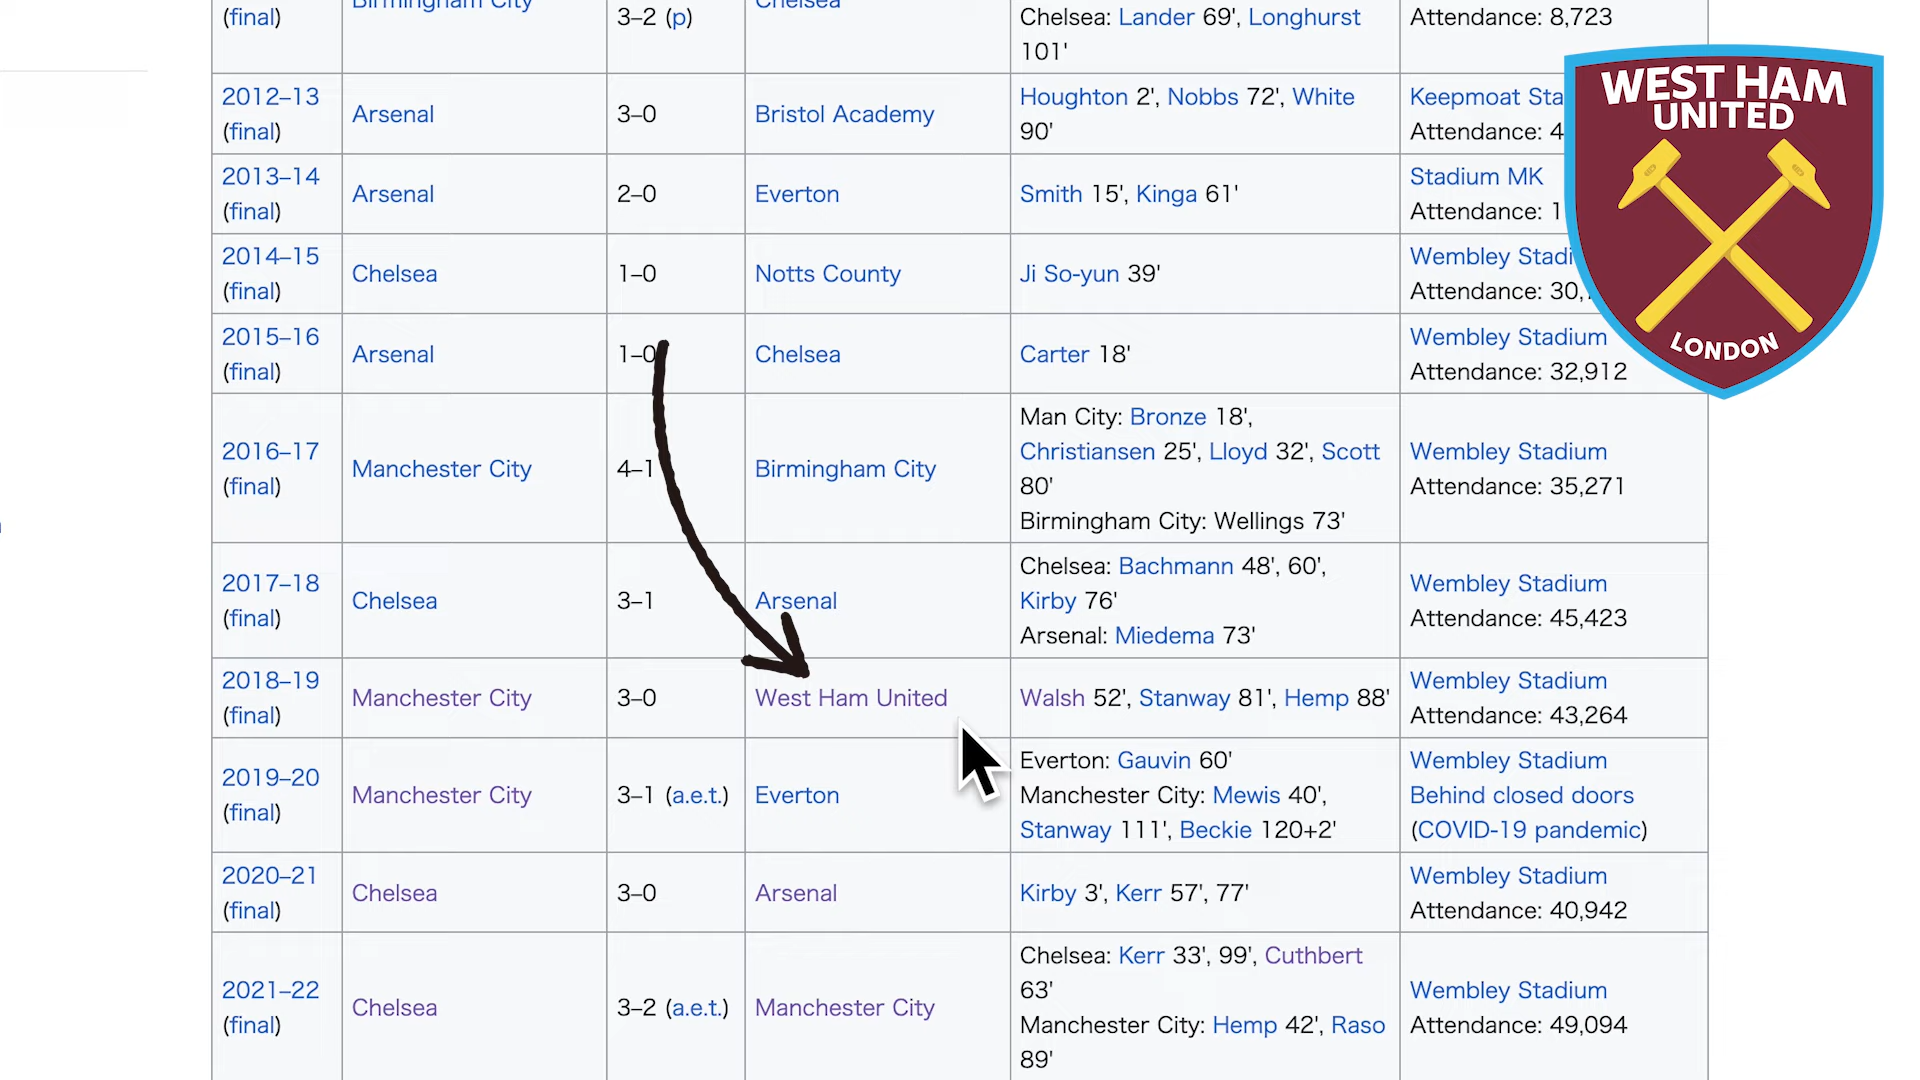 (final)
Birmingham City
3–2 (p)
Chelsea
Chelsea: Lander 69', Longhurst
101'
Attendance: 8,723
2012–13
(final)
Arsenal
3–0
Bristol Academy
Houghton 2', Nobbs 72', White
90'
Keepmoat Sta
Attendance: 4
2013–14
(final)
Arsenal
2–0
Everton
Smith 15', Kinga 61'
Stadium MK
Attendance: 1
2014–15
(final)
Chelsea
1–0
Notts County
Ji So-yun 39'
Wembley Stadi
Attendance: 30,
2015–16
(final)
Arsenal
1–0
Chelsea
Carter 18'
Wembley Stadium
Attendance: 32,912
2016–17
(final)
Manchester City
4–1
Birmingham City
Man City: Bronze 18',
Christiansen 25', Lloyd 32', Scott
80'
Birmingham City: Wellings 73'
Wembley Stadium
Attendance: 35,271
2017–18
(final)
Chelsea
3–1
Arsenal
Chelsea: Bachmann 48', 60',
Kirby 76'
Arsenal: Miedema 73'
Wembley Stadium
Attendance: 45,423
2018–19
(final)
Manchester City
3–0
West Ham United
Walsh 52', Stanway 81', Hemp 88'
Wembley Stadium
Attendance: 43,264
2019–20
(final)
Manchester City
3–1 (a.e.t.)
Everton
Everton: Gauvin 60'
Manchester City: Mewis 40',
Stanway 111', Beckie 120+2'
Wembley Stadium
Behind closed doors
(COVID-19 pandemic)
2020–21
(final)
Chelsea
3–0
Arsenal
Kirby 3', Kerr 57', 77'
Wembley Stadium
Attendance: 40,942
2021–22
(final)
Chelsea
3–2 (a.e.t.)
Manchester City
Chelsea: Kerr 33', 99', Cuthbert
63'
Manchester City: Hemp 42', Raso
89'
Wembley Stadium
Attendance: 49,094
WEST HAM
UNITED
LONDON